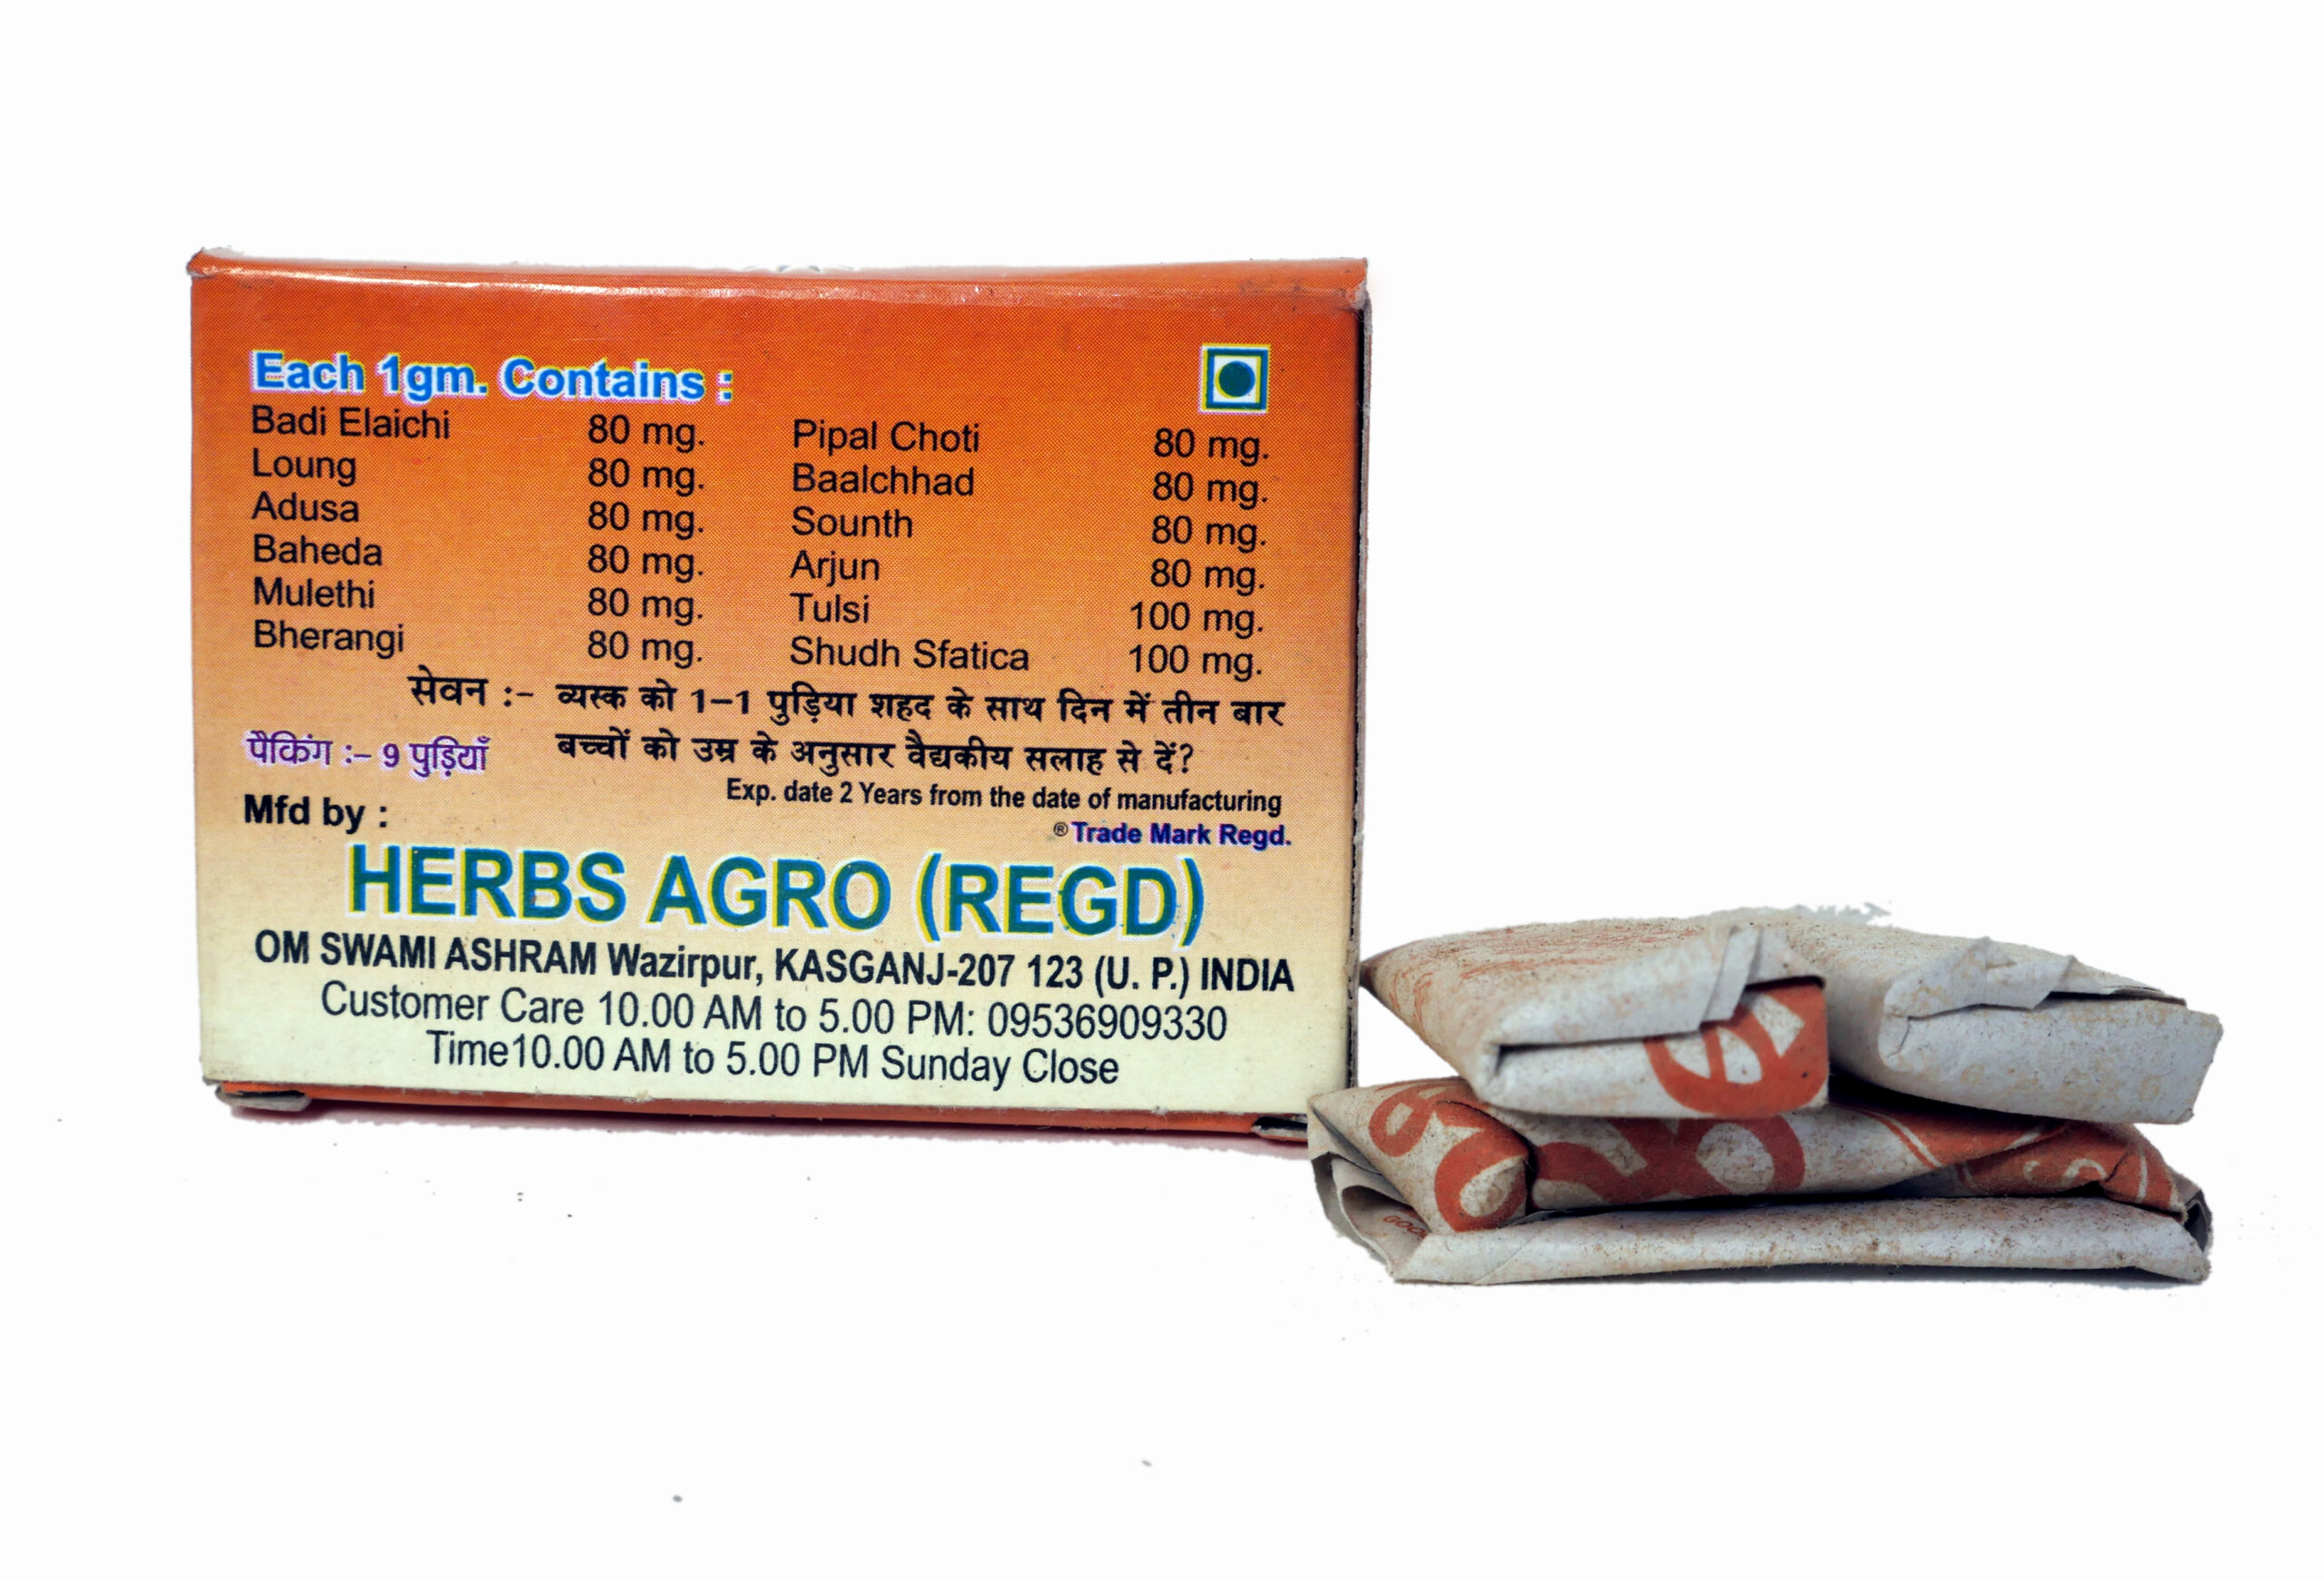 Each 1gm. Contains :
Badi Elaichi 80 mg. Pipal Choti 80 mg.
Loung 80 mg. Baalchhad 80 mg.
Adusa 80 mg. Sounth 80 mg.
Baheda 80 mg. Arjun 80 mg.
Mulethi 80 mg. Tulsi 100 mg.
Bherangi 80 mg. Shudh Sfatica 100 mg.
सेवन :- व्यस्क को 1-1 पुड़िया शहद के साथ दिन में तीन बार
पैकिंग :- 9 पुड़ियाँ बच्चों को उम्र के अनुसार वैद्यकीय सलाह से दें?
Exp. date 2 Years from the date of manufacturing
Mfd by :
® Trade Mark Regd.
HERBS AGRO (REGD)
OM SWAMI ASHRAM Wazirpur, KASGANJ-207 123 (U. P.) INDIA
Customer Care 10.00 AM to 5.00 PM: 09536909330
Time10.00 AM to 5.00 PM Sunday Close